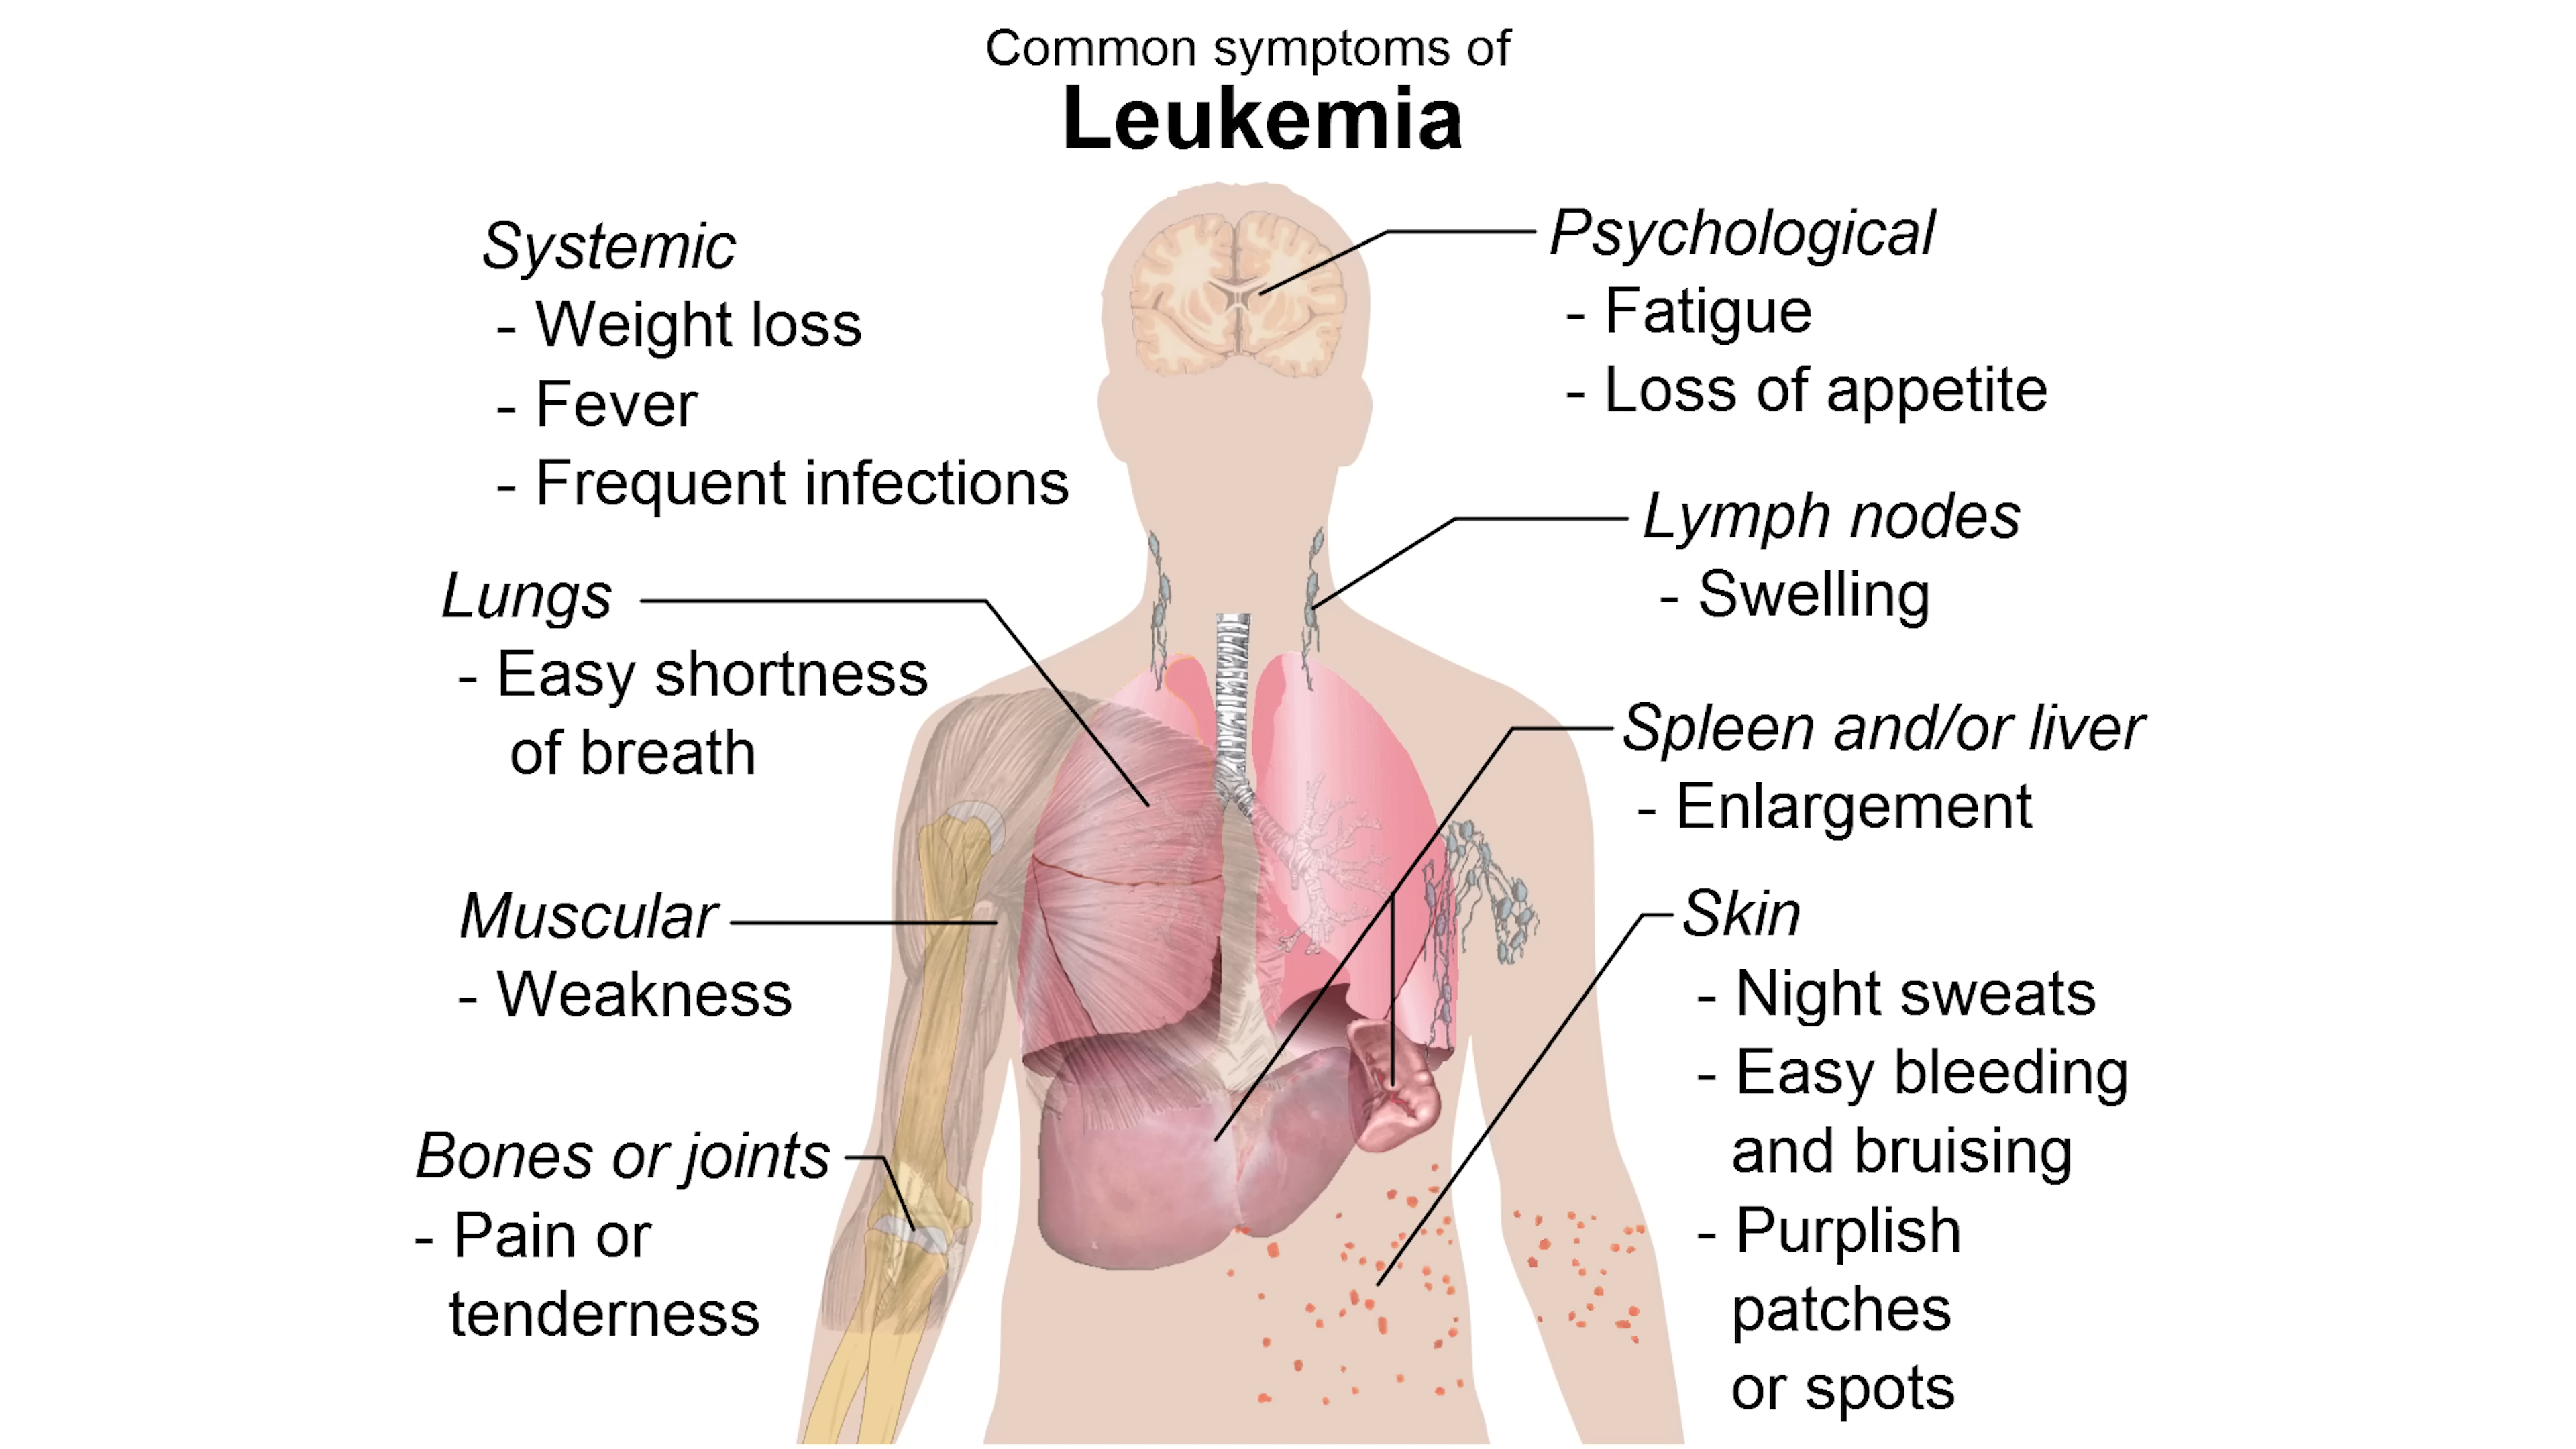 Common symptoms of
Leukemia
Systemic
- Weight loss
- Fever
- Frequent infections
Lungs
- Easy shortness
of breath
Muscular
- Weakness
Bones or joints
- Pain or
tenderness
Psychological
- Fatigue
- Loss of appetite
Lymph nodes
- Swelling
Spleen and/or liver
- Enlargement
Skin
- Night sweats
- Easy bleeding
and bruising
- Purplish
patches
or spots